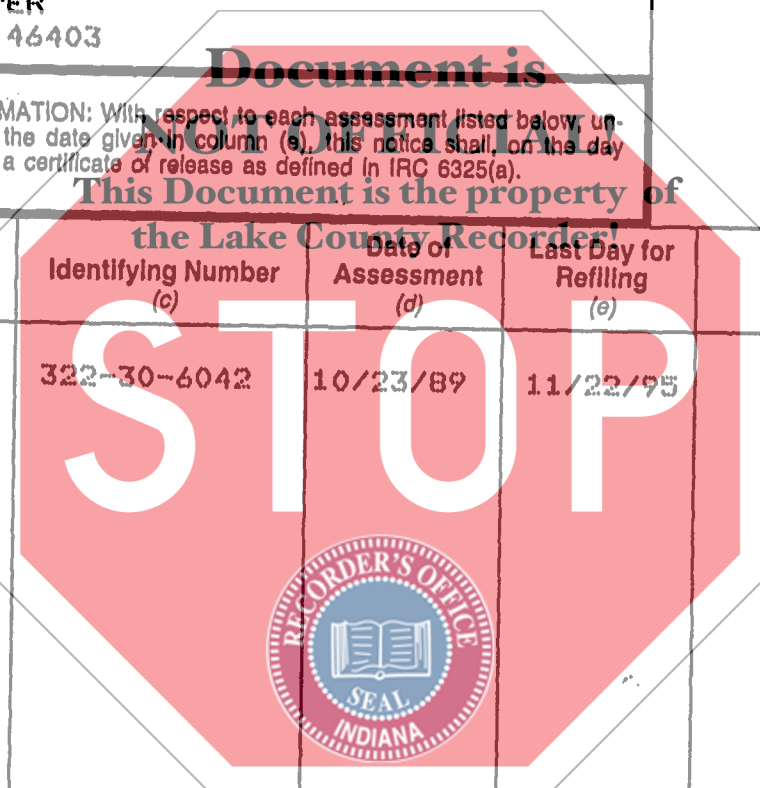 ER
46403
Document is
MATION: With respect to each assessment listed below, un-
NOT OFFICIAL!
the date given in column (e), this notice shall, on the day
a certificate of release as defined in IRC 6325(a).
This Document is the property of
the Lake County Recorder!
Identifying Number
(c)
Date of
Assessment
(d)
Last Day for
Refiling
(e)
322-30-6042 10/23/89 11/22/95
STOP
RECORDER'S OFFICE
SEAL
INDIANA